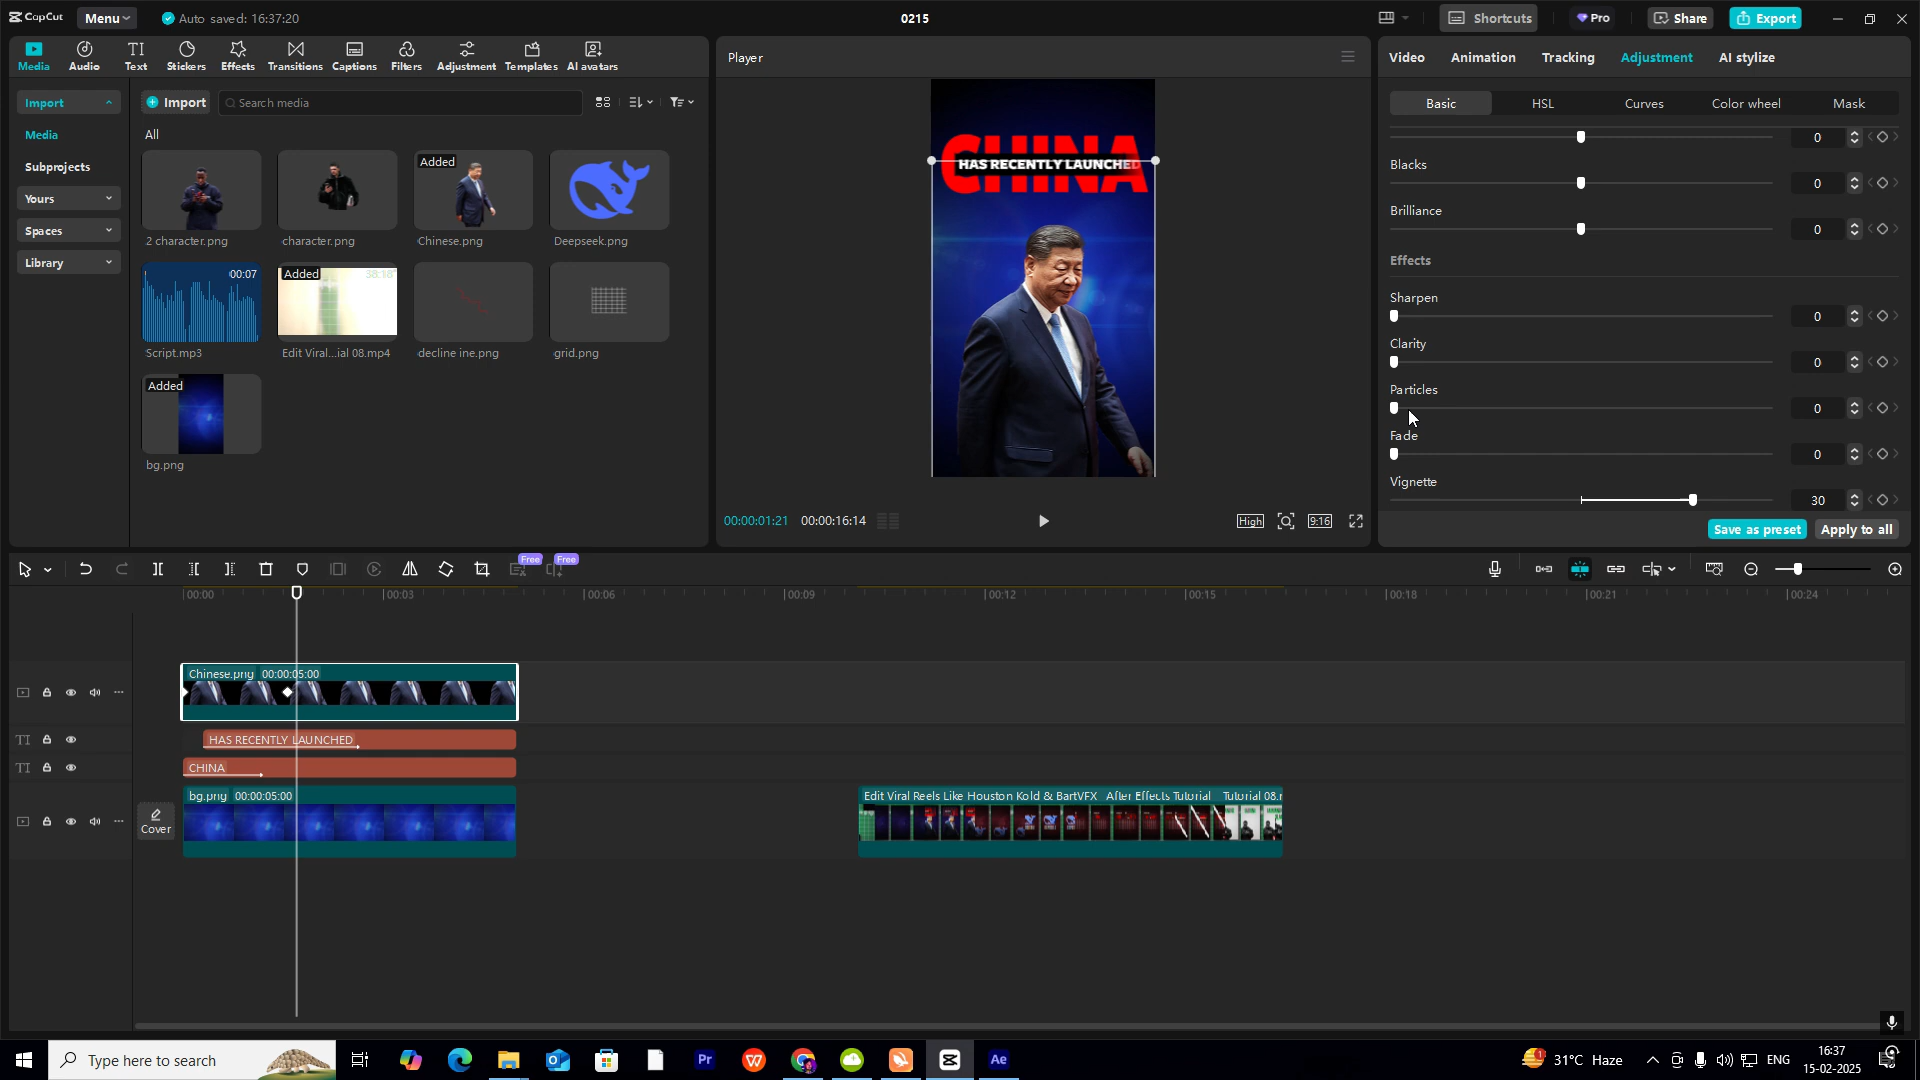 CapCut
Menu
Auto saved: 16:37:20
0215
Shortcuts
Pro
Share
Export
Media
Audio
TI
Text
Stickers
Effects
Transitions
Captions
Filters
Adjustment
Templates
AI avatars
Import
Media
Subprojects
Yours
Spaces
Library
Import
Search media
All
2 character.png
character.png
Added
Chinese.png
Deepseek.png
00:07
Script.mp3
Added
38:18
Edit Viral...ial 08.mp4
decline ine.png
grid.png
Added
bg.png
Player
CHINA
HAS RECENTLY LAUNCHED
00:00:01:21
00:00:16:14
High
9:16
Video
Animation
Tracking
Adjustment
AI stylize
Basic
HSL
Curves
Color wheel
Mask
0
Blacks
0
Brilliance
0
Effects
Sharpen
0
Clarity
0
Particles
0
Fade
0
Vignette
30
Save as preset
Apply to all
Free
Free
00:00
00:03
00:06
00:09
00:12
00:15
00:18
00:21
00:24
Chinese.png 00:00:05:00
TI
HAS RECENTLY LAUNCHED
TI
CHINA
Cover
bg.png 00:00:05:00
Edit Viral Reels Like Houston Kold & BartVFX After Effects Tutorial Tutorial 08.r
Type here to search
Pr
Ae
1
31°C Haze
ENG
16:37
15-02-2025